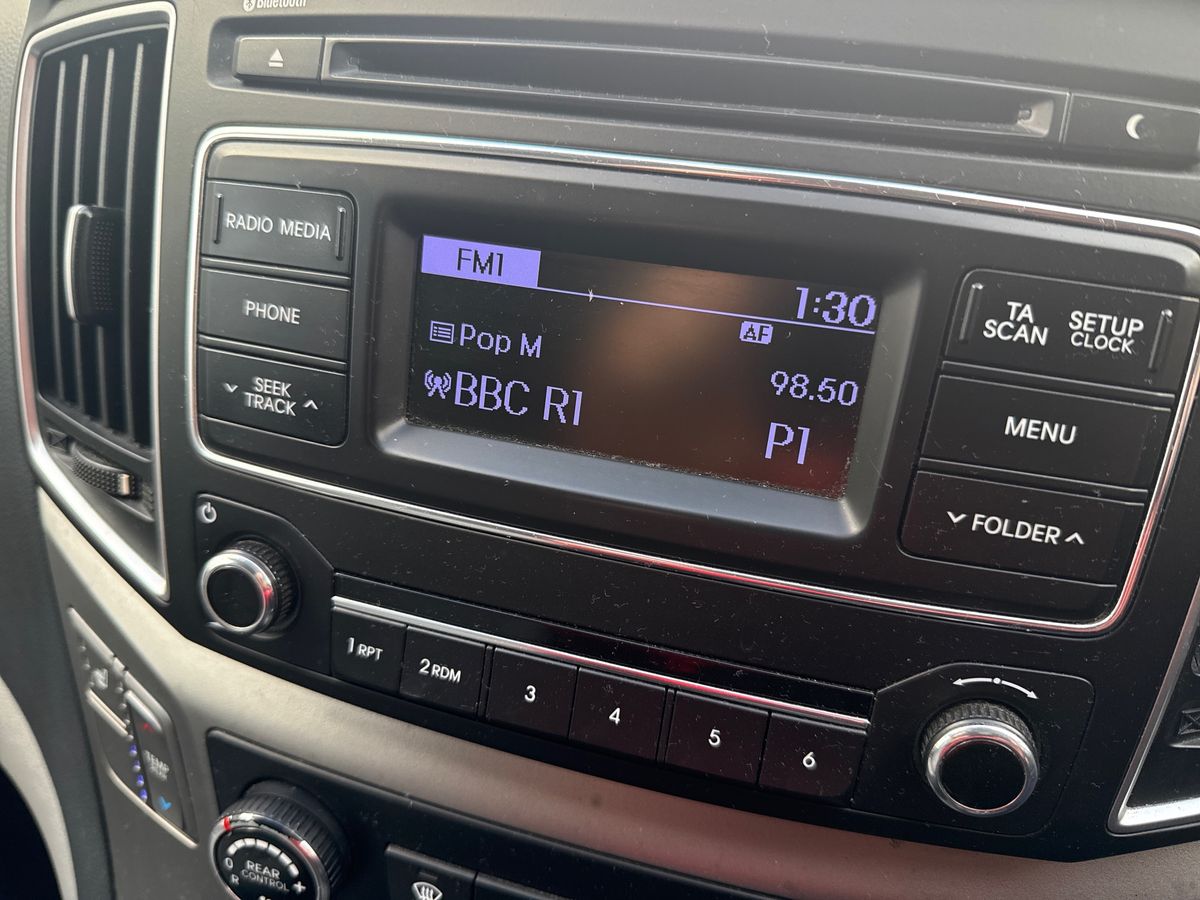 Bluetooth
RADIO MEDIA
PHONE
SEEK
TRACK
FM1
1:30
AF
Pop M
98.50
BBC R1
P1
TA
SCAN
SETUP
CLOCK
MENU
FOLDER
1 RPT
2 RDM
3
4
5
6
TEMP
REAR
CONTROL
O
R